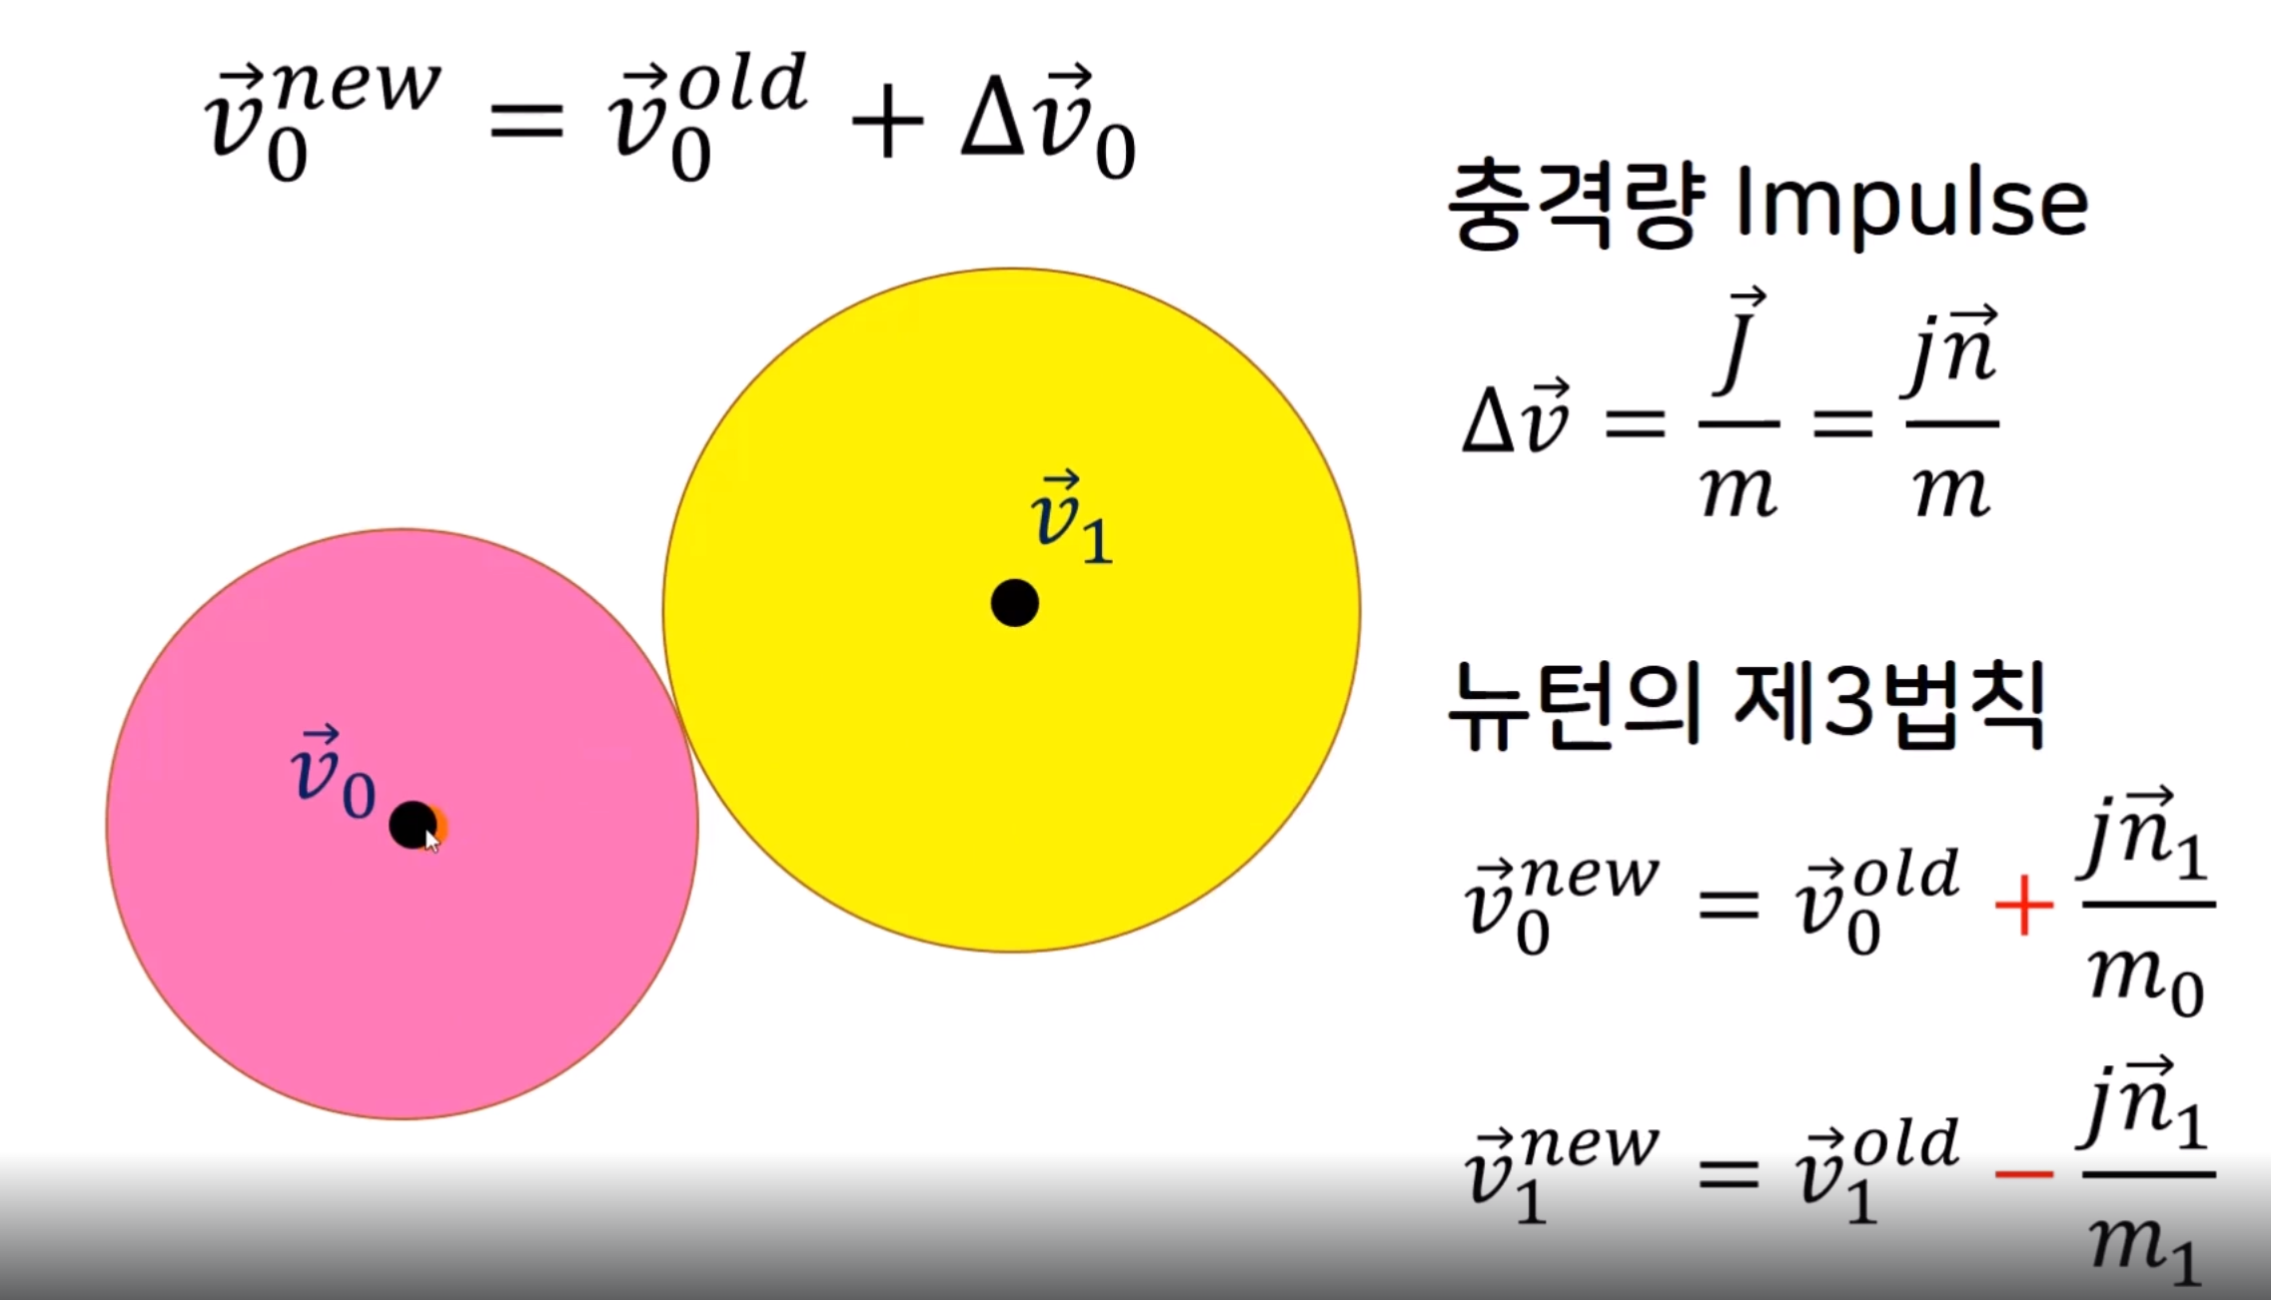 $\vec{v}_0^{new} = \vec{v}_0^{old} + \Delta\vec{v}_0$
충격량 Impulse
$\Delta\vec{v} = \frac{\vec{J}}{m} = \frac{j\vec{n}}{m}$
$\vec{v}_1$
뉴턴의 제3법칙
$\vec{v}_0$
$\vec{v}_0^{new} = \vec{v}_0^{old} + \frac{j\vec{n}_1}{m_0}$
$\vec{v}_1^{new} = \vec{v}_1^{old} - \frac{j\vec{n}_1}{m_1}$